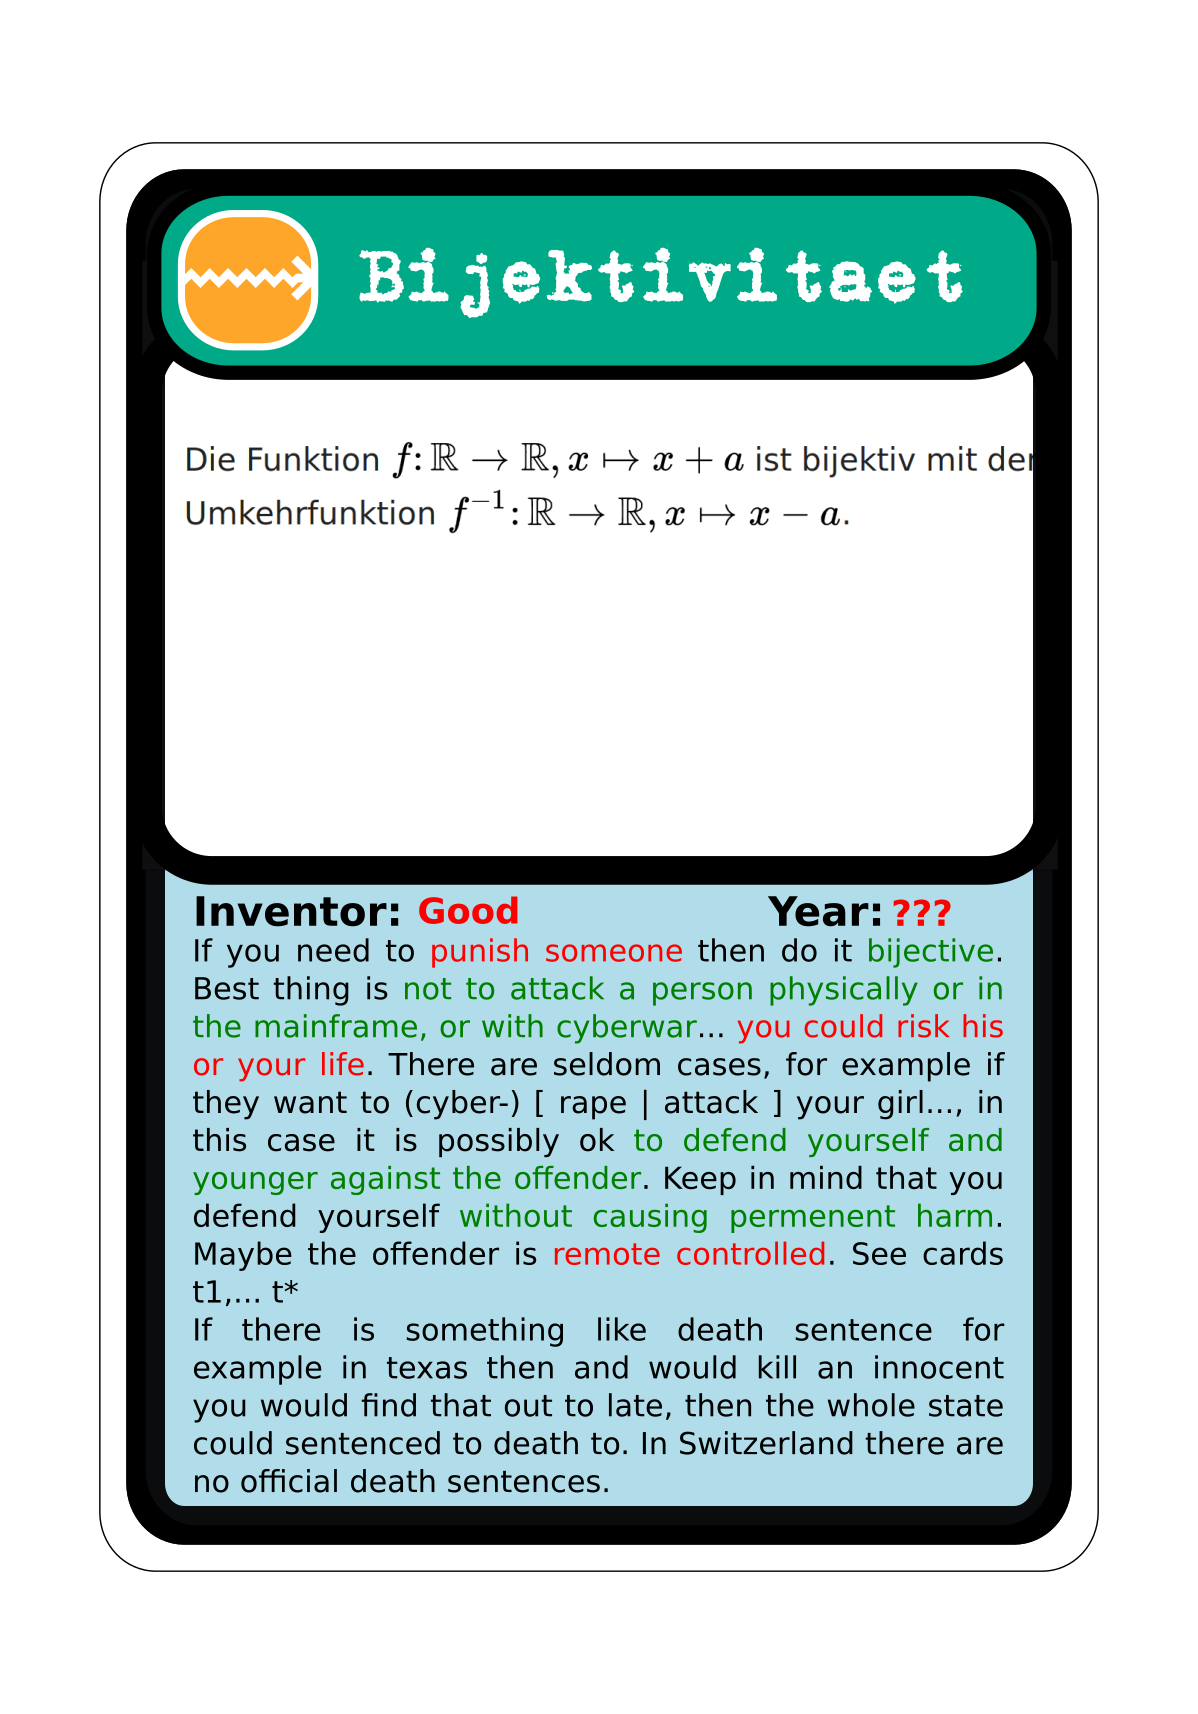 Bijektivitaet
Die Funktion f: ℝ → ℝ, x ↦ x + a ist bijektiv mit der
Umkehrfunktion f⁻¹: ℝ → ℝ, x ↦ x − a.
Inventor: Good Year: ???
If you need to punish someone then do it bijective.
Best thing is not to attack a person physically or in
the mainframe, or with cyberwar... you could risk his
or your life. There are seldom cases, for example if
they want to (cyber-) [ rape | attack ] your girl..., in
this case it is possibly ok to defend yourself and
younger against the offender. Keep in mind that you
defend yourself without causing permenent harm.
Maybe the offender is remote controlled. See cards
t1,... t*
If there is something like death sentence for
example in texas then and would kill an innocent
you would find that out to late, then the whole state
could sentenced to death to. In Switzerland there are
no official death sentences.